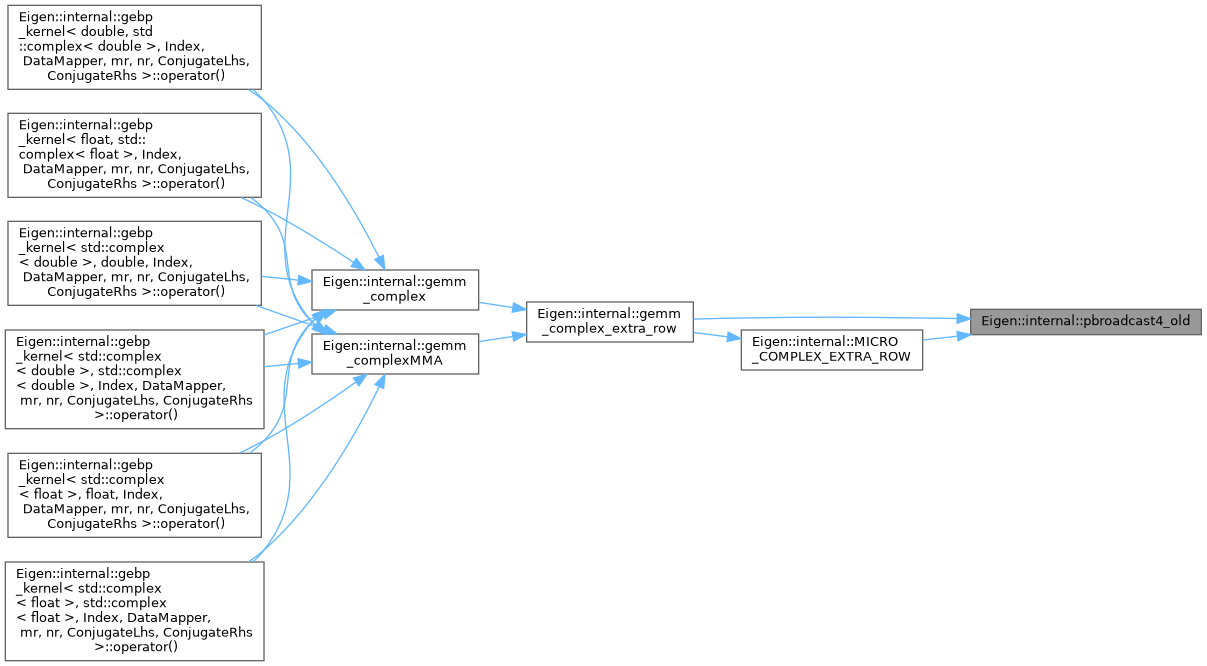 Eigen::internal::gebp
_kernel< double, std
::complex< double >, Index,
DataMapper, mr, nr, ConjugateLhs,
ConjugateRhs >::operator()
Eigen::internal::gebp
_kernel< float, std::
complex< float >, Index,
DataMapper, mr, nr, ConjugateLhs,
ConjugateRhs >::operator()
Eigen::internal::gebp
_kernel< std::complex
< double >, double, Index,
DataMapper, mr, nr, ConjugateLhs,
ConjugateRhs >::operator()
Eigen::internal::gebp
_kernel< std::complex
< double >, std::complex
< double >, Index, DataMapper,
mr, nr, ConjugateLhs, ConjugateRhs
>::operator()
Eigen::internal::gebp
_kernel< std::complex
< float >, float, Index,
DataMapper, mr, nr, ConjugateLhs,
ConjugateRhs >::operator()
Eigen::internal::gebp
_kernel< std::complex
< float >, std::complex
< float >, Index, DataMapper,
mr, nr, ConjugateLhs, ConjugateRhs
>::operator()
Eigen::internal::gemm
_complex
Eigen::internal::gemm
_complexMMA
Eigen::internal::gemm
_complex_extra_row
Eigen::internal::MICRO
_COMPLEX_EXTRA_ROW
Eigen::internal::pbroadcast4_old